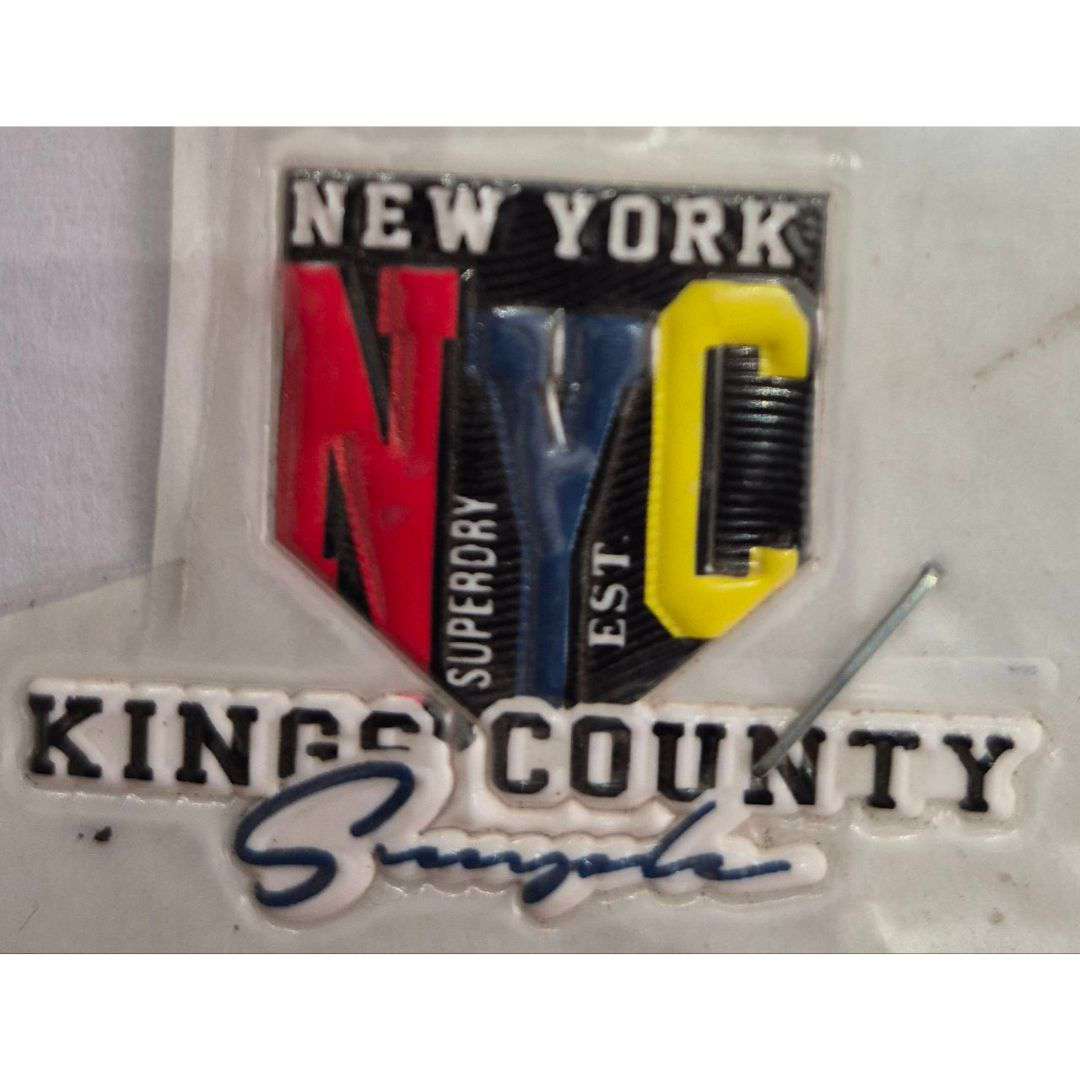 NEW YORK
NYC
SUPERDRY
EST.
KINGS COUNTY